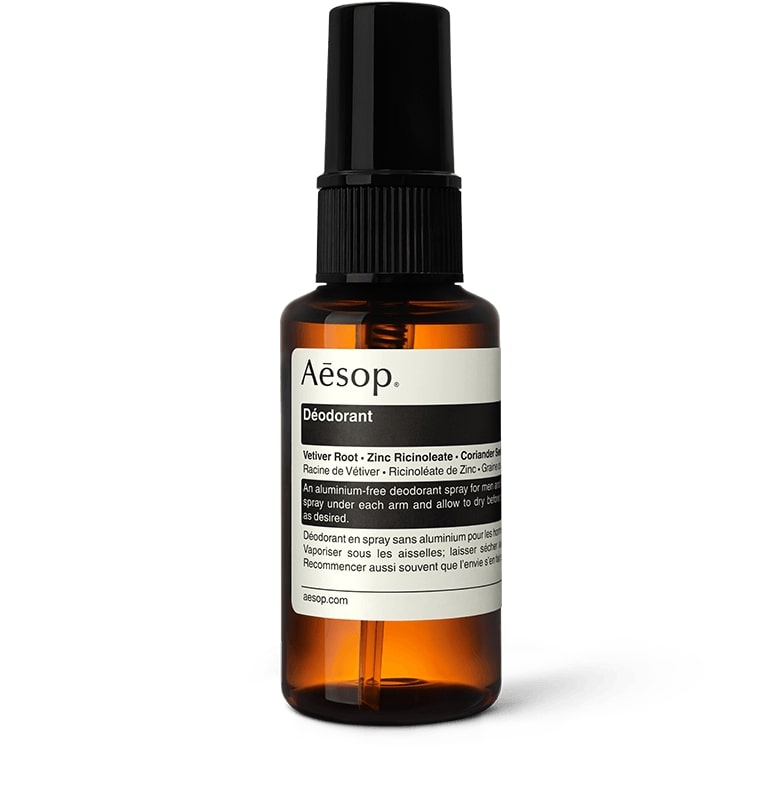 Aēsop®
Déodorant
Vetiver Root • Zinc Ricinoleate • Coriander
Racine de Vétiver • Ricinoléate de Zinc • Graine
An aluminium-free deodorant spray for men
spray under each arm and allow to dry before
as desired.
Déodorant en spray sans aluminium pour les
Vaporiser sous les aisselles; laisser sécher
Recommencer aussi souvent que l'envie s'en
aesop.com